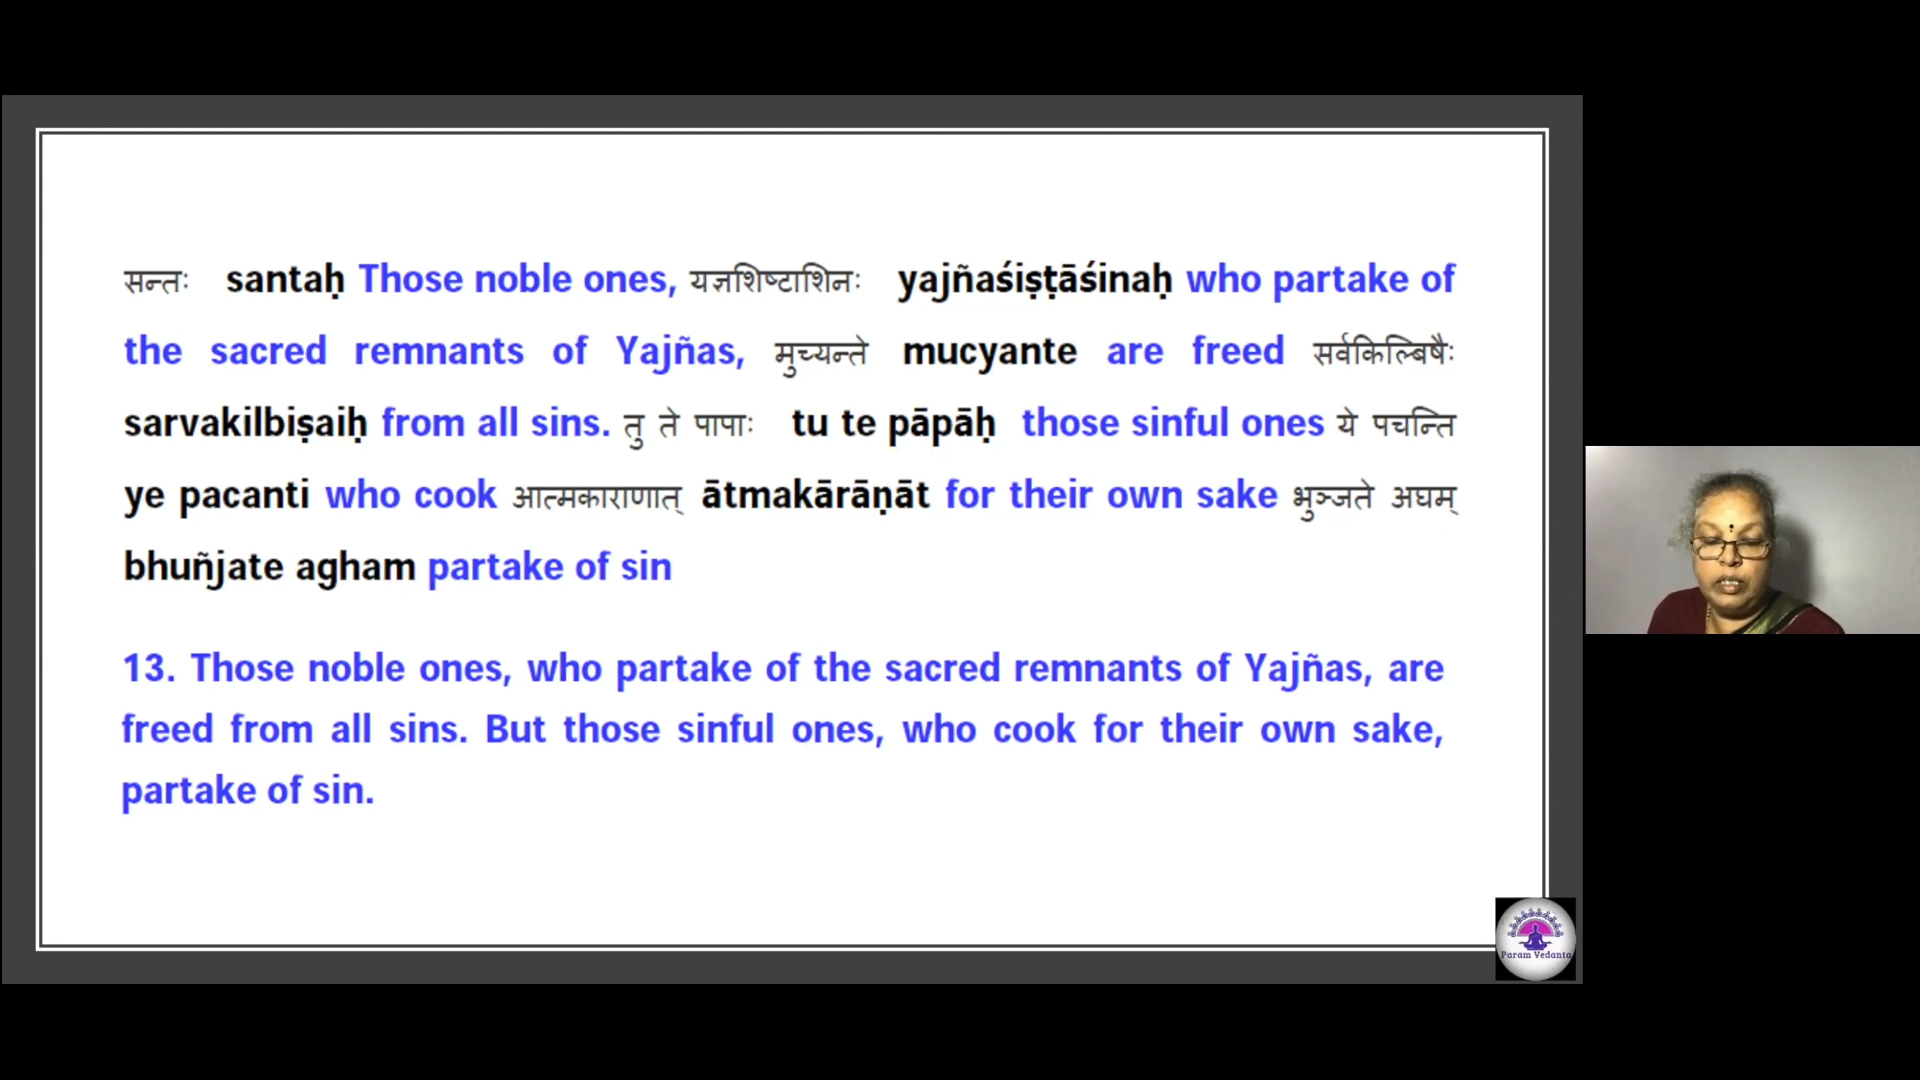 सन्तः santaḥ Those noble ones, यज्ञशिष्टाशिनः yajñaśiṣṭāśinaḥ who partake of
the sacred remnants of Yajñas, मुच्यन्ते mucyante are freed सर्वकिल्बिषैः
sarvakilbiṣaiḥ from all sins. तु ते पापाः tu te pāpāḥ those sinful ones ये पचन्ति
ye pacanti who cook आत्मकाराणात् ātmakārāṇāt for their own sake भुञ्जते अघम्
bhuñjate agham partake of sin
13. Those noble ones, who partake of the sacred remnants of Yajñas, are
freed from all sins. But those sinful ones, who cook for their own sake,
partake of sin.
Param Vedanta